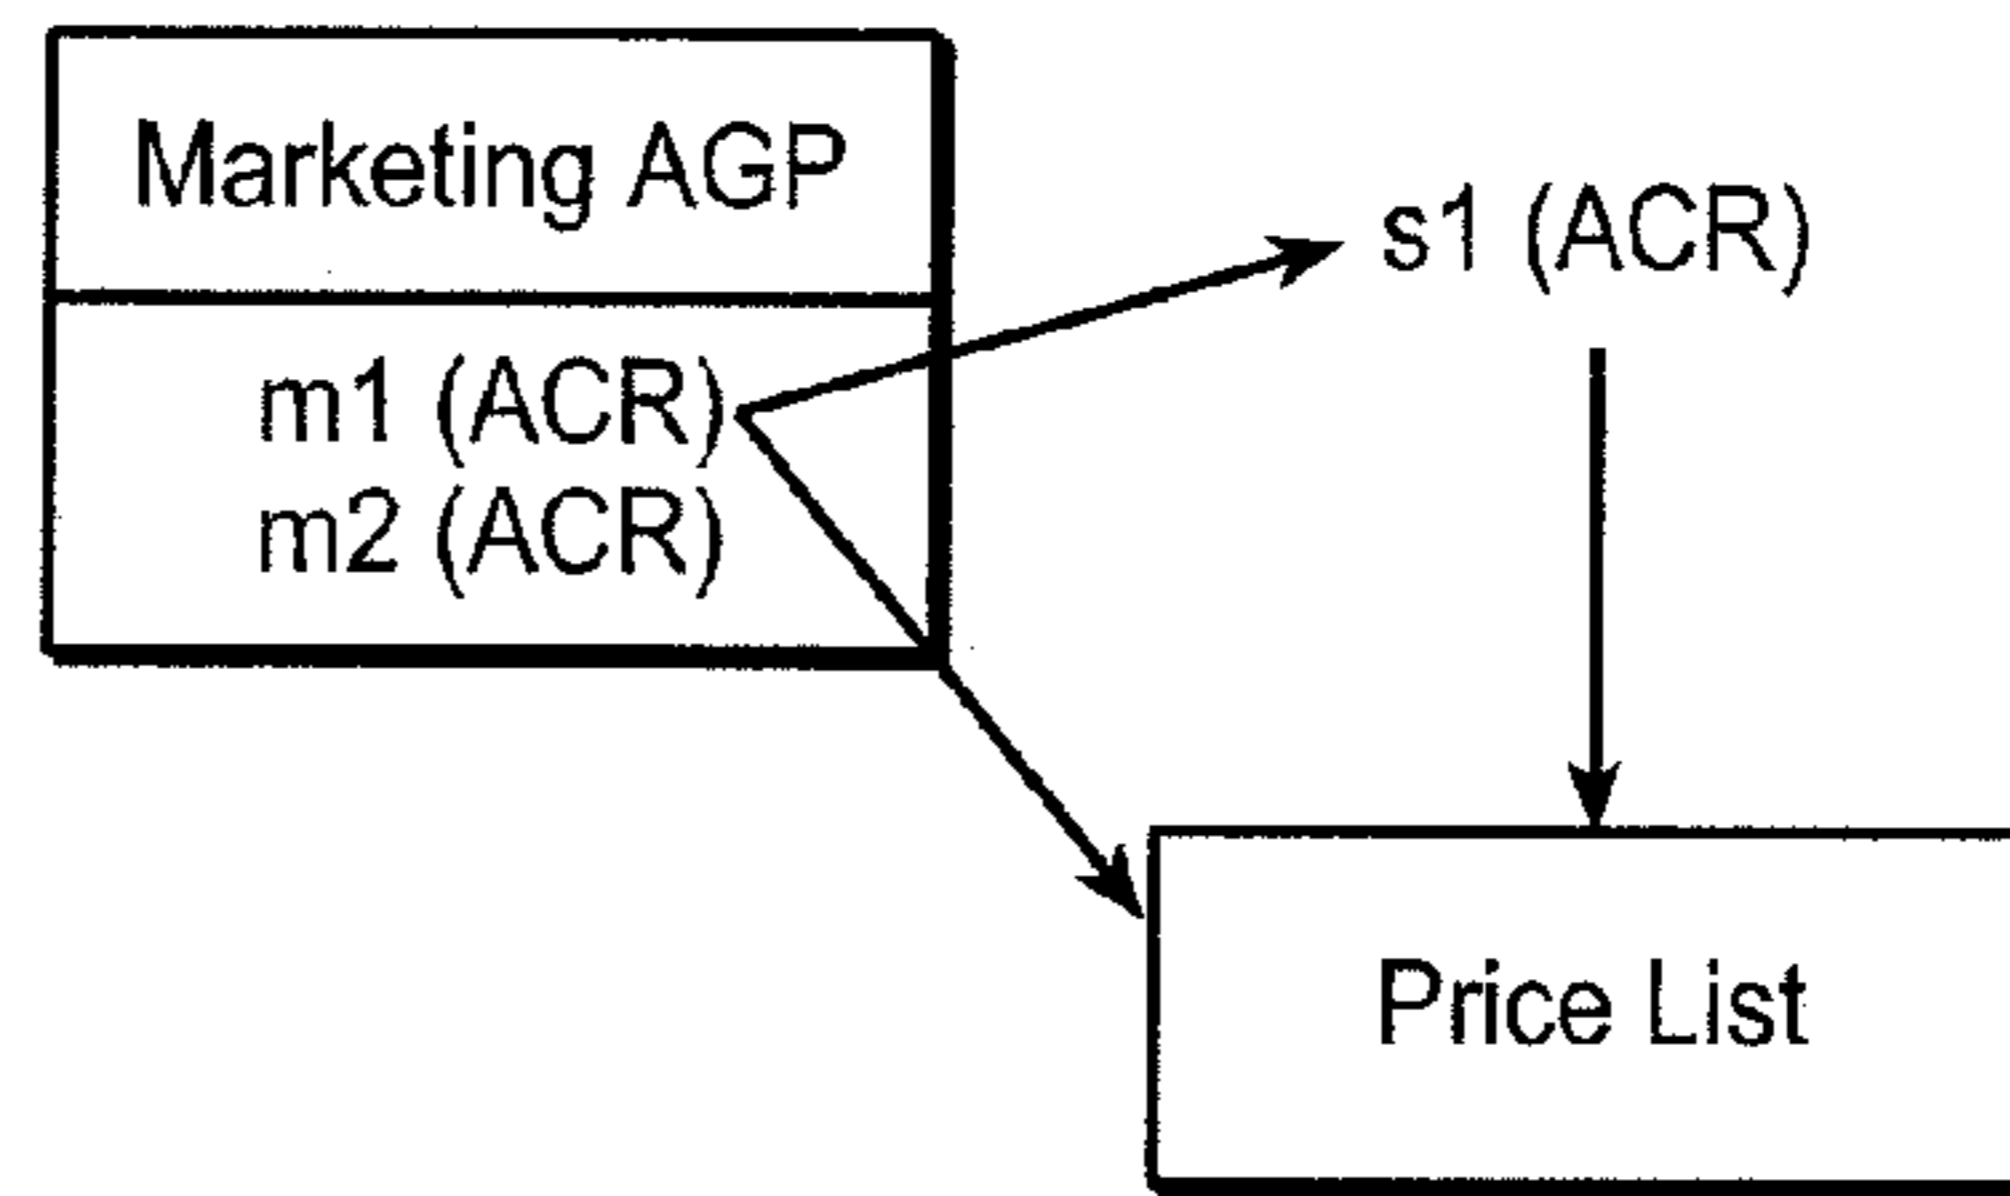 Marketing AGP
m1 (ACR)
m2 (ACR)
s1 (ACR)
Price List